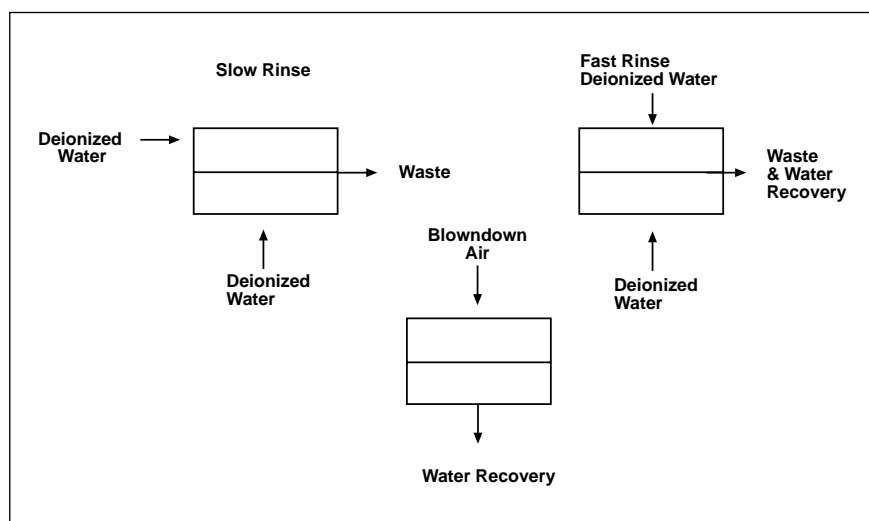 Slow Rinse
Deionized
Water
Waste
Deionized
Water
Fast Rinse
Deionized Water
Waste
& Water
Recovery
Deionized
Water
Blowndown
Air
Water Recovery